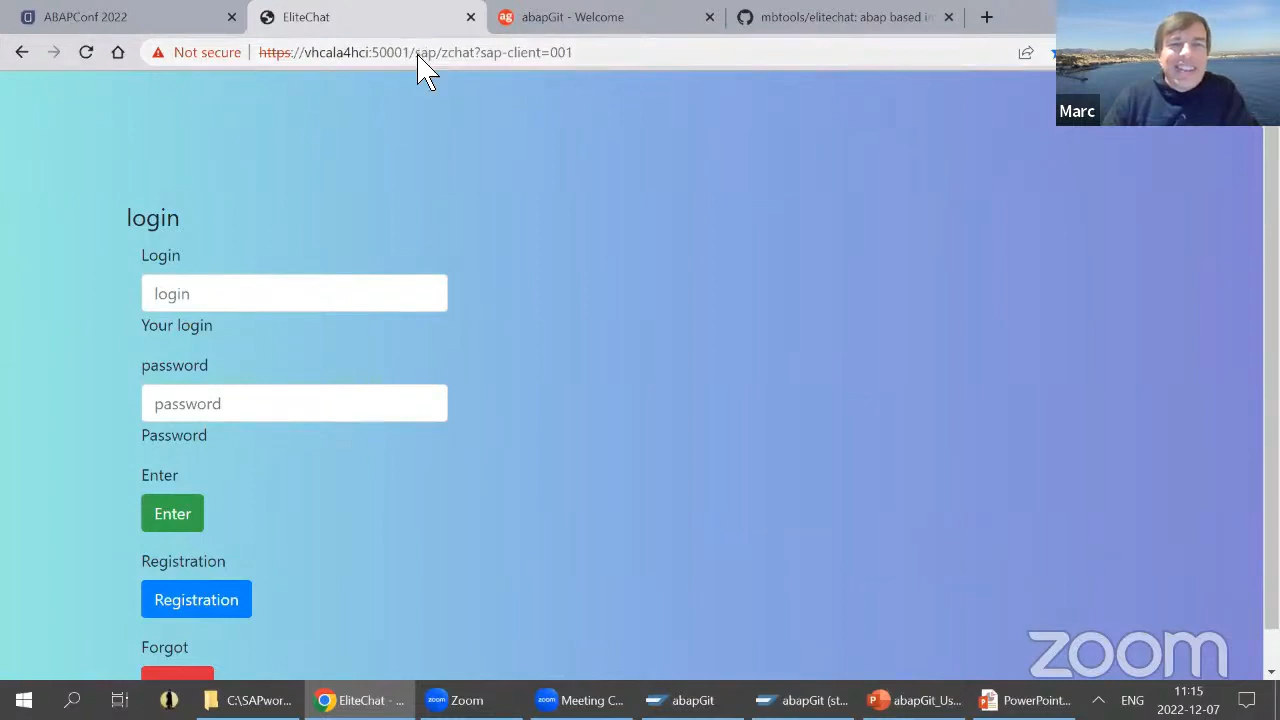 ABAPConf 2022
EliteChat
abapGit - Welcome
mbtools/elitechat: abap based in
Not secure
https://vhcala4hci:50001/sap/zchat?sap-client=001
Marc
login
Login
login
Your login
password
password
Password
Enter
Enter
Registration
Registration
Forgot
zoom
C:\SAPwor...
EliteChat - ...
Zoom
Meeting C...
abapGit
abapGit (st...
abapGit_Us...
PowerPoint...
ENG
11:15
2022-12-07